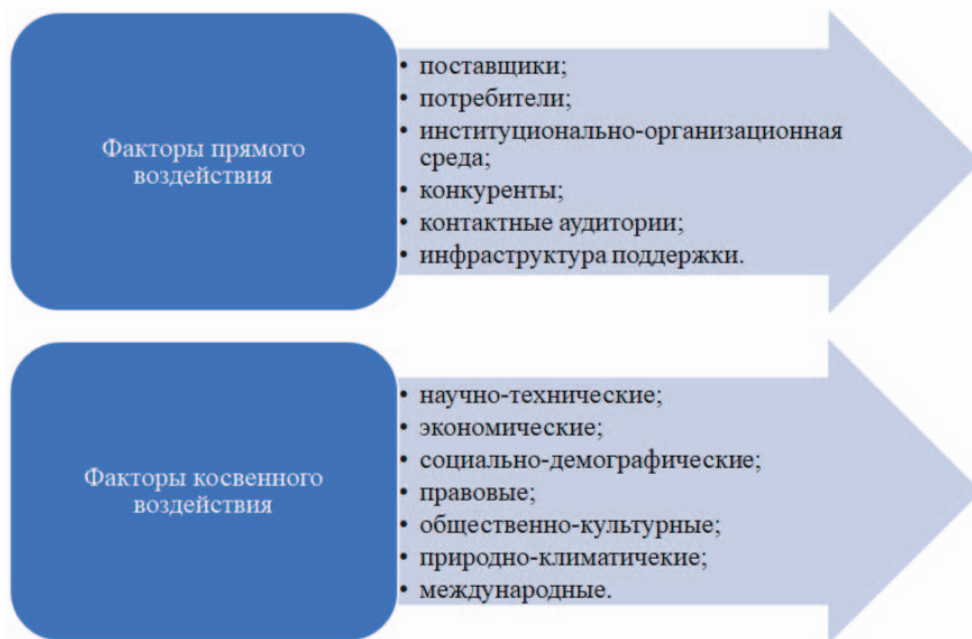 Факторы прямого
воздействия
• поставщики;
• потребители;
• институционально-организационная
среда;
• конкуренты;
• контактные аудитории;
• инфраструктура поддержки.
Факторы косвенного
воздействия
• научно-технические;
• экономические;
• социально-демографические;
• правовые;
• общественно-культурные;
• природно-климатичекие;
• международные.